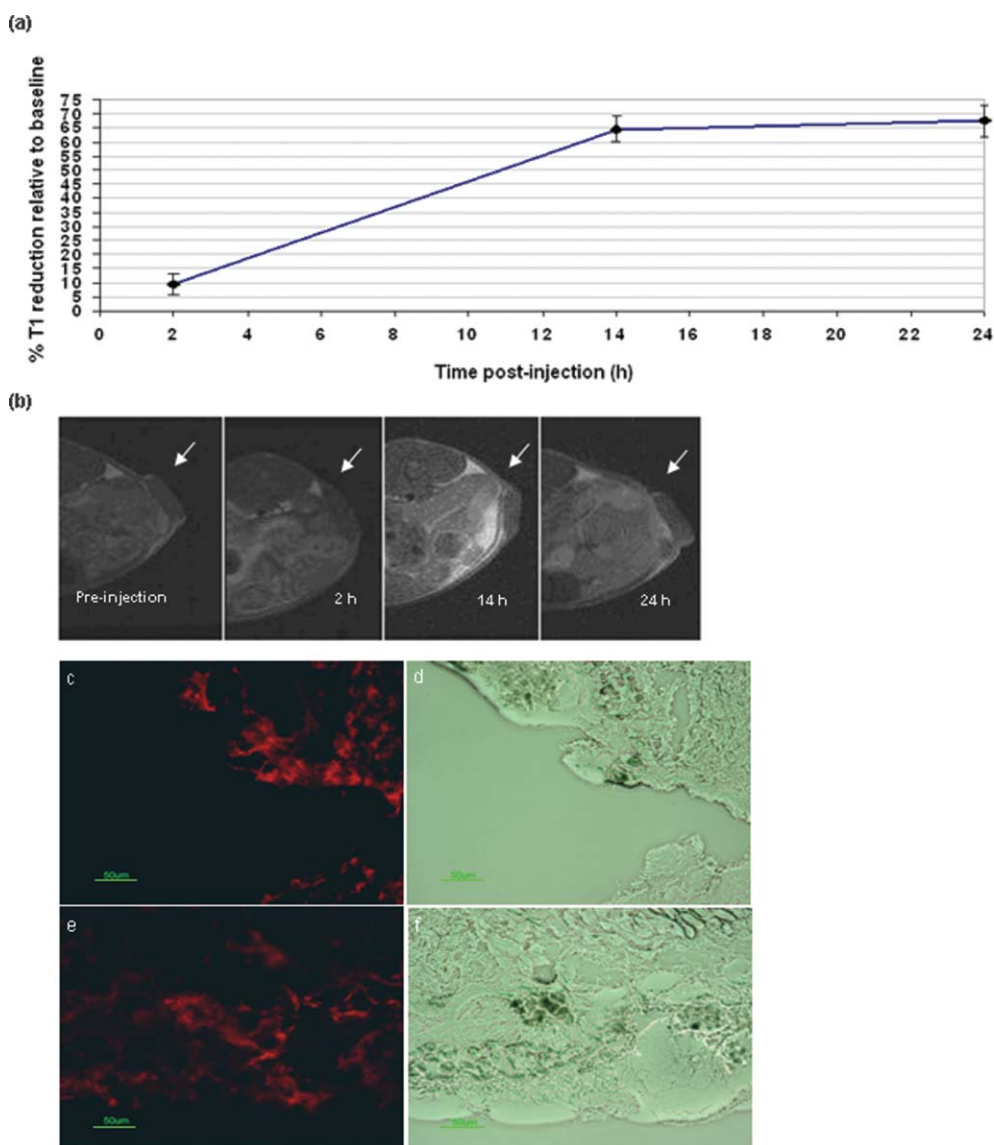 (a)
% T1 reduction relative to baseline
75
70
65
60
55
50
45
40
35
30
25
20
15
10
5
0
0 2 4 6 8 10 12 14 16 18 20 22 24
Time post-injection (h)
(b)
Pre-injection 2 h 14 h 24 h
c d
50um 50um
e f
50um 50um